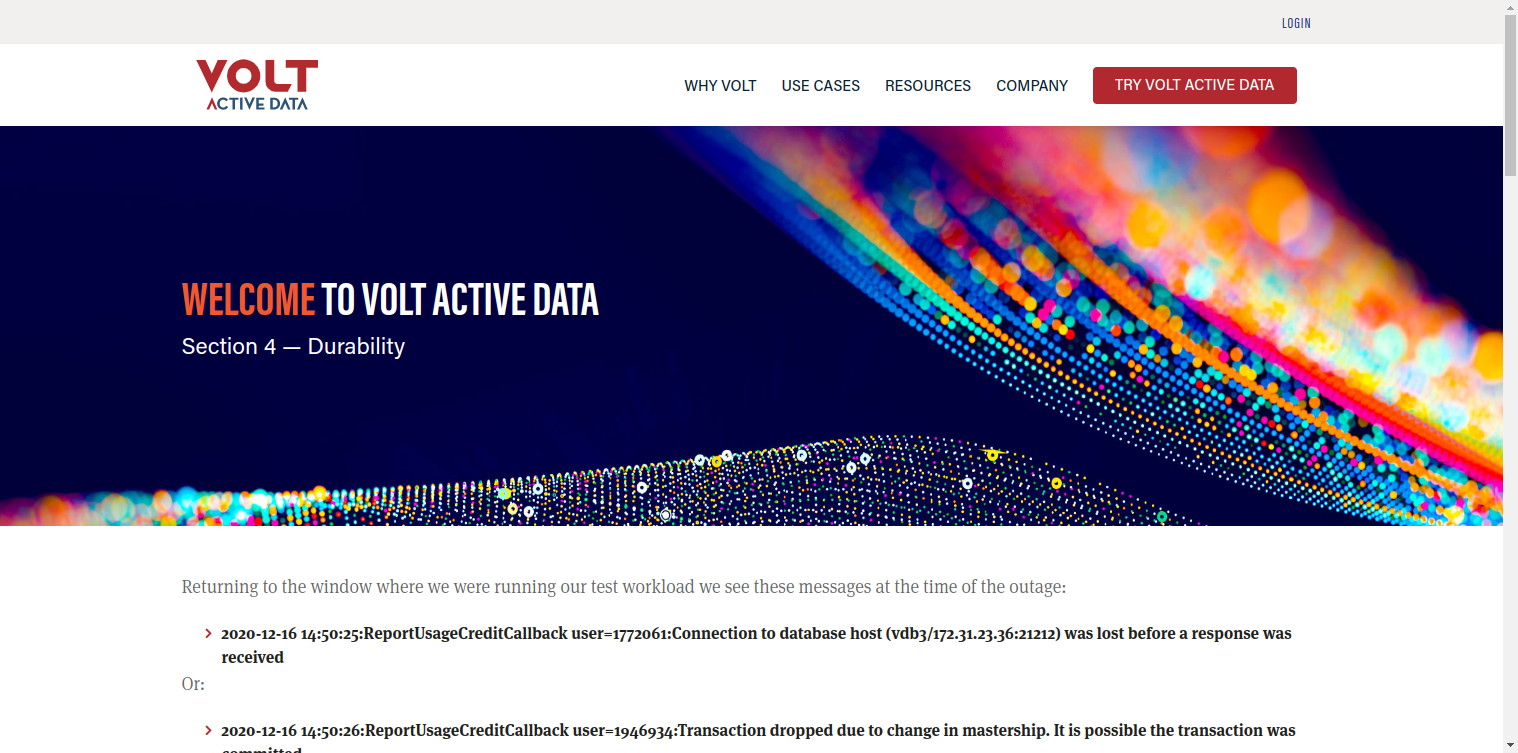 LOGIN
VOLT
ACTIVE DATA
WHY VOLT USE CASES RESOURCES COMPANY TRY VOLT ACTIVE DATA
WELCOME TO VOLT ACTIVE DATA
Section 4 — Durability
Returning to the window where we were running our test workload we see these messages at the time of the outage:
2020-12-16 14:50:25:ReportUsageCreditCallback user=1772061:Connection to database host (vdb3/172.31.23.36:21212) was lost before a response was
received
Or:
2020-12-16 14:50:26:ReportUsageCreditCallback user=1946934:Transaction dropped due to change in mastership. It is possible the transaction was
committed